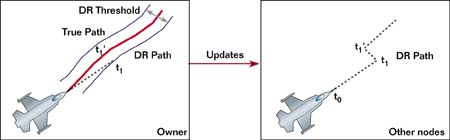 DR Threshold
True Path
t1'
DR Path
t1
Owner
Updates
t1'
t1
DR Path
t0
Other nodes